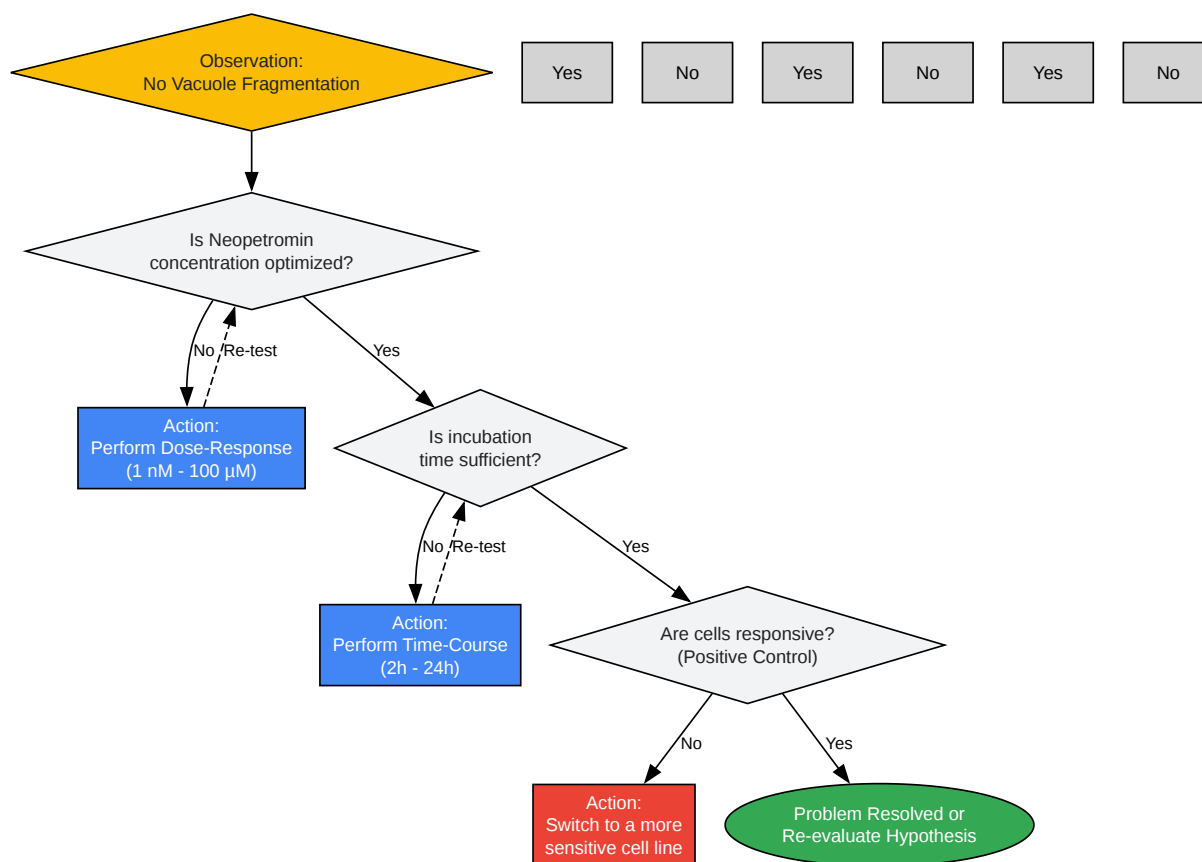 Observation:
No Vacuole Fragmentation
Yes
No
Yes
No
Yes
No
Is Neopetromin
concentration optimized?
No
Re-test
Yes
Action:
Perform Dose-Response
(1 nM - 100 µM)
Is incubation
time sufficient?
No
Re-test
Yes
Action:
Perform Time-Course
(2h - 24h)
Are cells responsive?
(Positive Control)
No
Yes
Action:
Switch to a more
sensitive cell line
Problem Resolved or
Re-evaluate Hypothesis